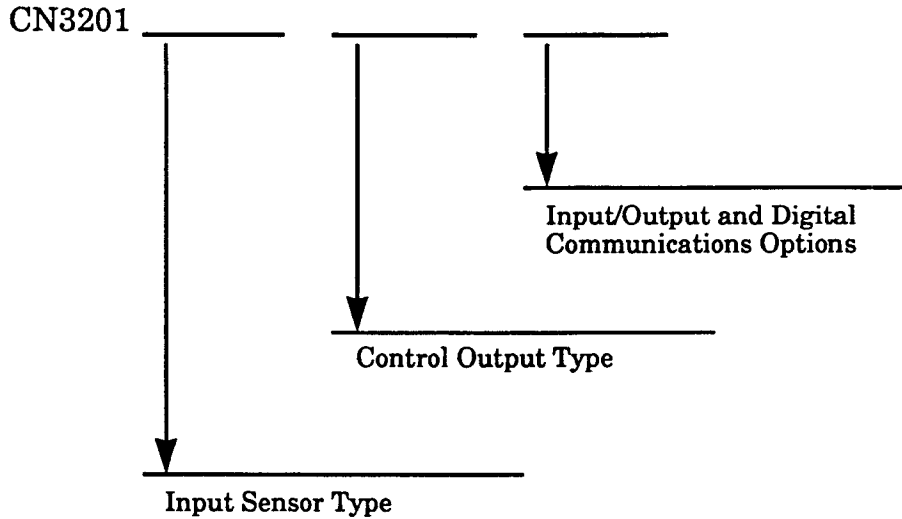 CN3201
Input/Output and Digital
Communications Options
Control Output Type
Input Sensor Type